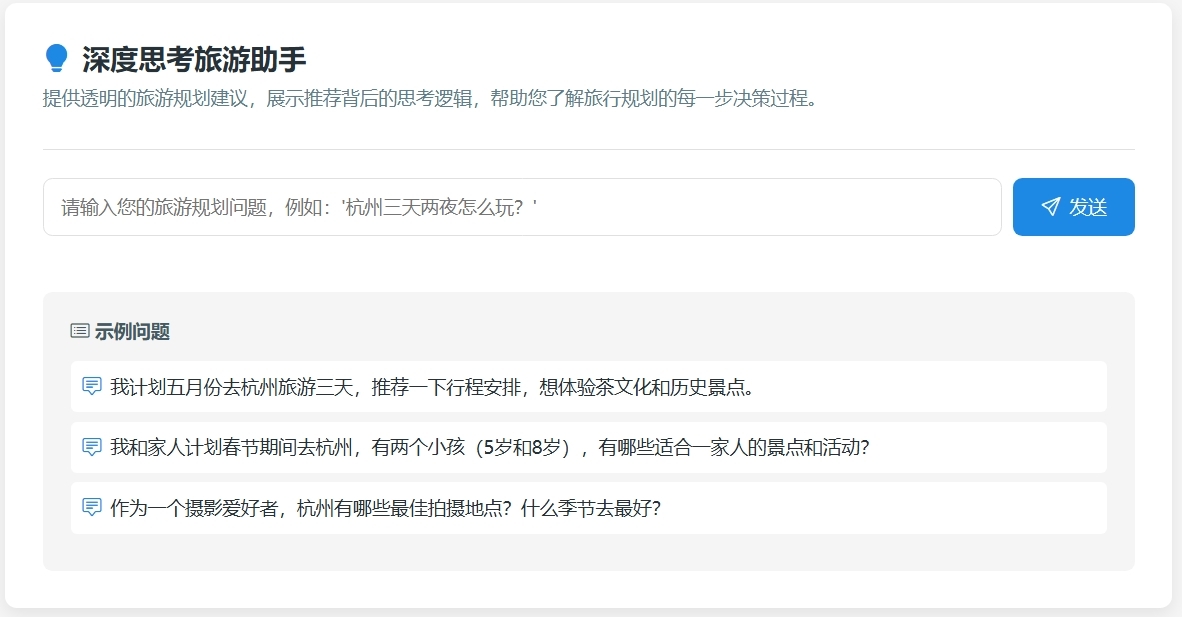 深度思考旅游助手
提供透明的旅游规划建议，展示推荐背后的思考逻辑，帮助您了解旅行规划的每一步决策过程。
请输入您的旅游规划问题，例如：'杭州三天两夜怎么玩？'
发送
示例问题
我计划五月份去杭州旅游三天，推荐一下行程安排，想体验茶文化和历史景点。
我和家人计划春节期间去杭州，有两个小孩（5岁和8岁），有哪些适合一家人的景点和活动？
作为一个摄影爱好者，杭州有哪些最佳拍摄地点？什么季节去最好？